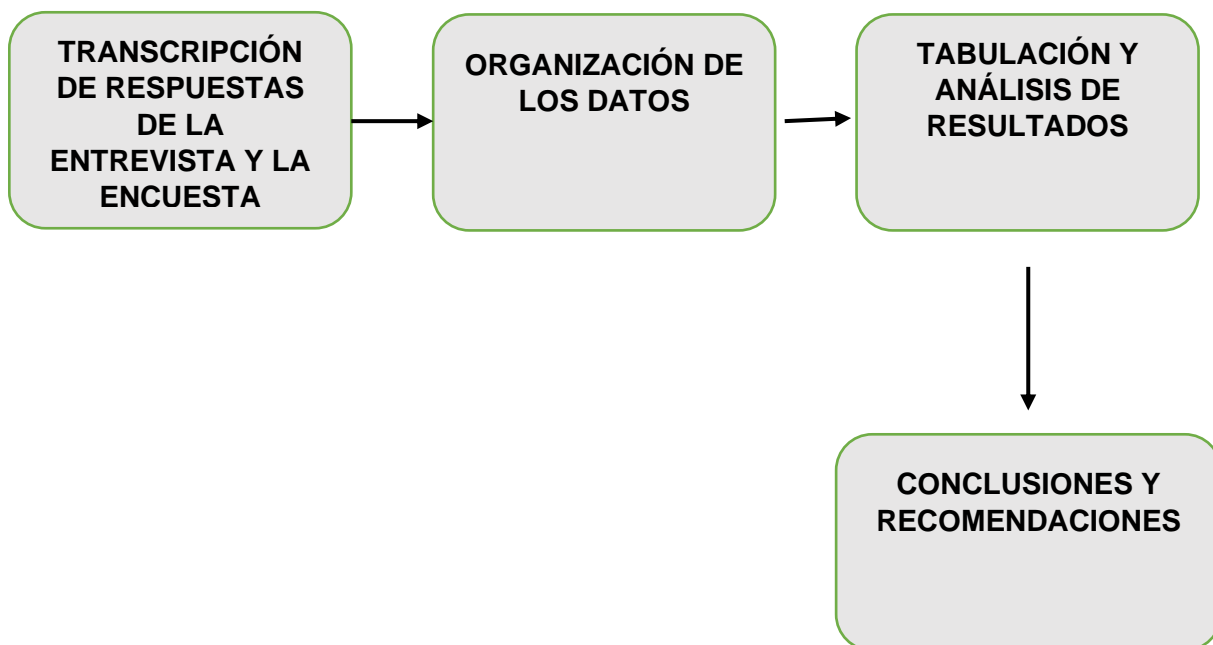 TRANSCRIPCIÓN
DE RESPUESTAS
DE LA
ENTREVISTA Y LA
ENCUESTA
ORGANIZACIÓN DE
LOS DATOS
TABULACIÓN Y
ANÁLISIS DE
RESULTADOS
CONCLUSIONES Y
RECOMENDACIONES